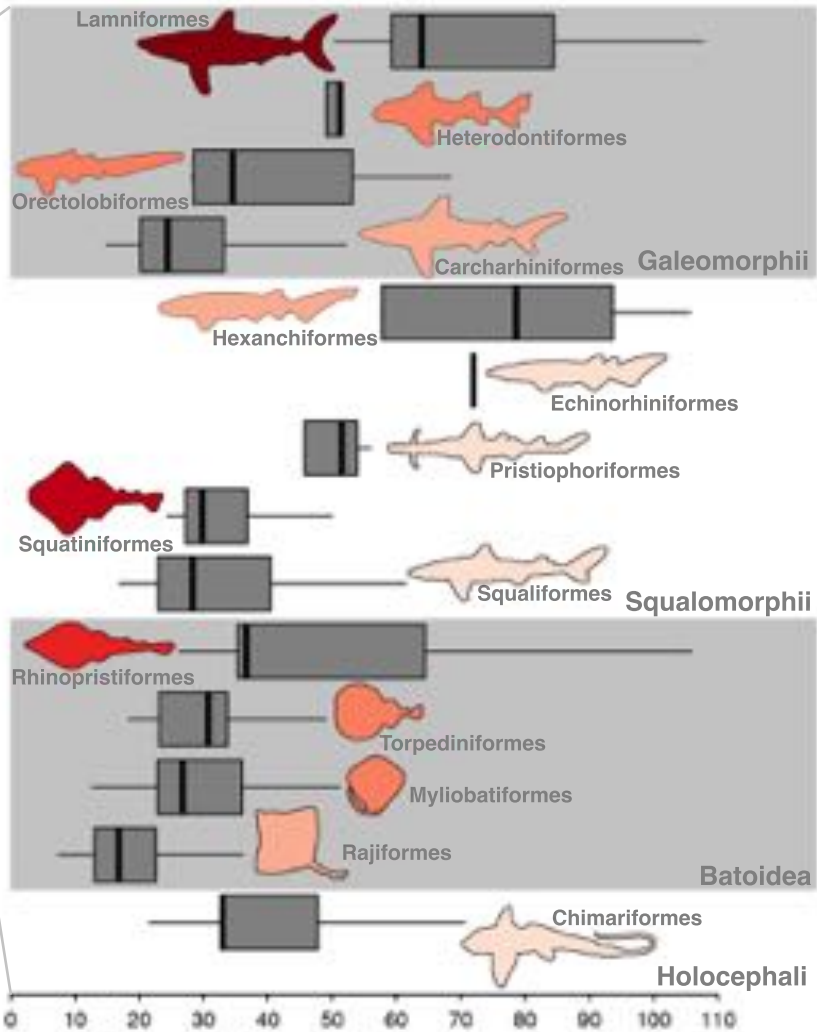 Lamniformes
Heterodontiformes
Orectolobiformes
Carcharhiniformes
Galeomorphii
Hexanchiformes
Echinorhiniformes
Pristiophoriformes
Squatiniformes
Squaliformes
Squalomorphii
Rhinopristiformes
Torpediniformes
Myliobatiformes
Rajiformes
Batoidea
Chimariformes
Holocephali
0 10 20 30 40 50 60 70 80 90 100 110